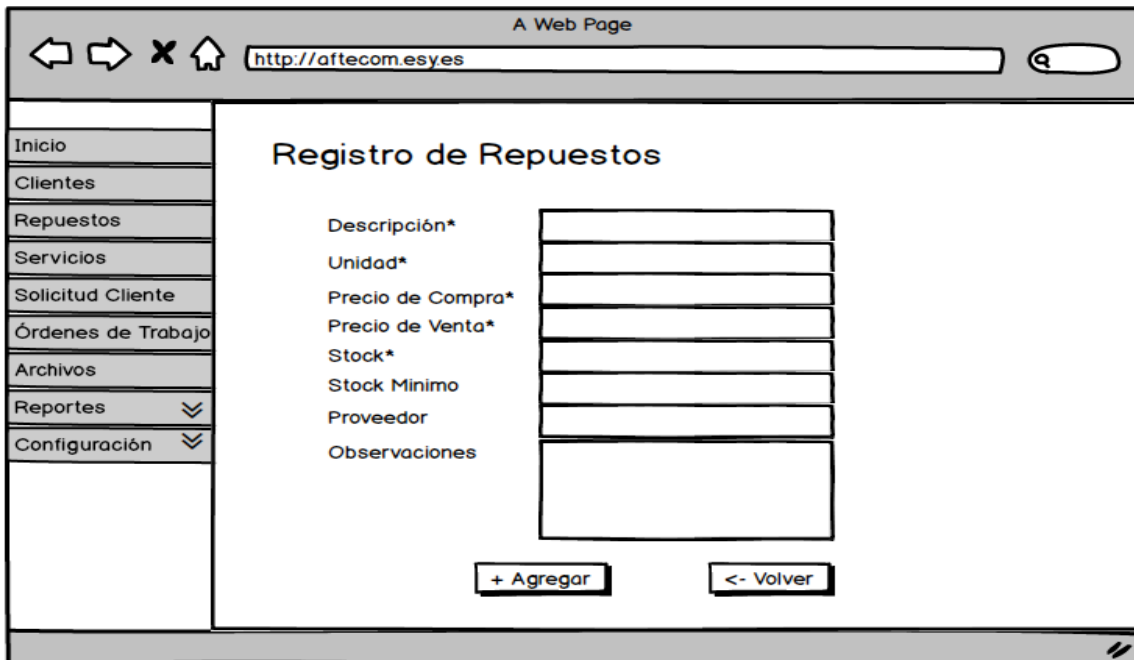 A Web Page
http://aftecom.esy.es
Inicio
Clientes
Repuestos
Servicios
Solicitud Cliente
Órdenes de Trabajo
Archivos
Reportes
Configuración
Registro de Repuestos
Descripción*
Unidad*
Precio de Compra*
Precio de Venta*
Stock*
Stock Minimo
Proveedor
Observaciones
+ Agregar
<- Volver